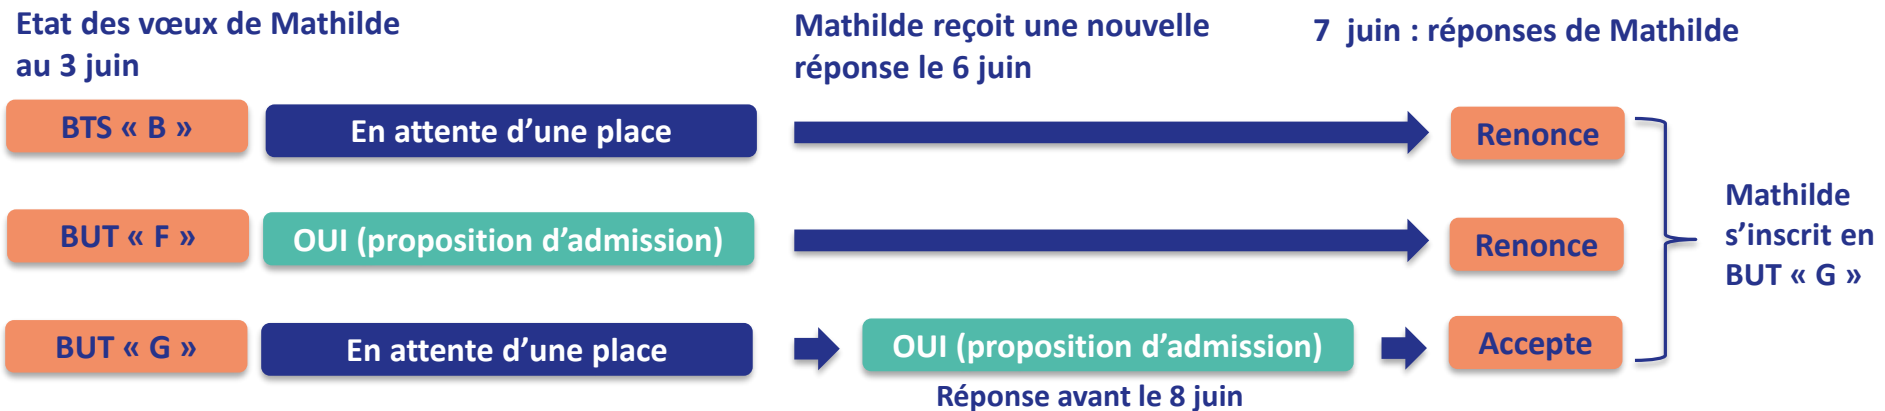 Etat des vœux de Mathilde
au 3 juin
Mathilde reçoit une nouvelle
réponse le 6 juin
7 juin : réponses de Mathilde
BTS « B »
En attente d’une place
Renonce
BUT « F »
OUI (proposition d’admission)
Renonce
BUT « G »
En attente d’une place
OUI (proposition d’admission)
Accepte
Réponse avant le 8 juin
Mathilde
s’inscrit en
BUT « G »